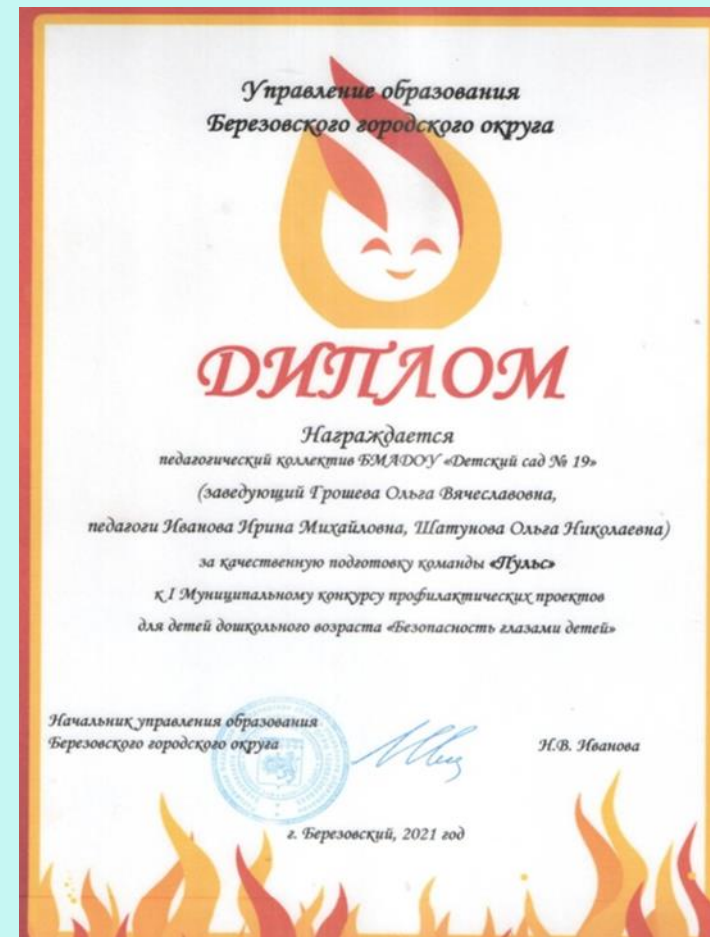 Управление образования
Березовского городского округа
ДИПЛОМ
Награждается
педагогический коллектив БМАДОУ «Детский сад № 19»
(заведующий Грошева Ольга Вячеславовна,
педагоги Иванова Ирина Михайловна, Шатунова Ольга Николаевна)
за качественную подготовку команды «Пульс»
к I Муниципальному конкурсу профилактических проектов
для детей дошкольного возраста «Безопасность глазами детей»
Начальник управления образования
Березовского городского округа
Н.В. Иванова
г. Березовский, 2021 год